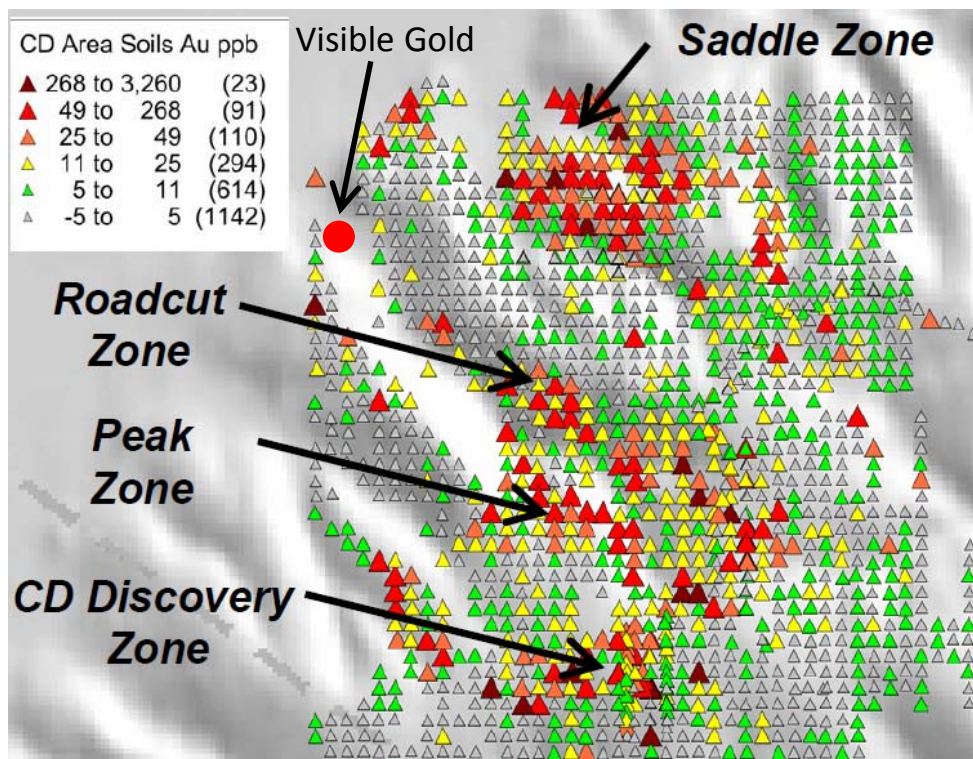 CD Area Soils Au ppb
268 to 3,260 (23)
49 to 268 (91)
25 to 49 (110)
11 to 25 (294)
5 to 11 (614)
-5 to 5 (1142)
Visible Gold
Saddle Zone
Roadcut
Zone
Peak
Zone
CD Discovery
Zone